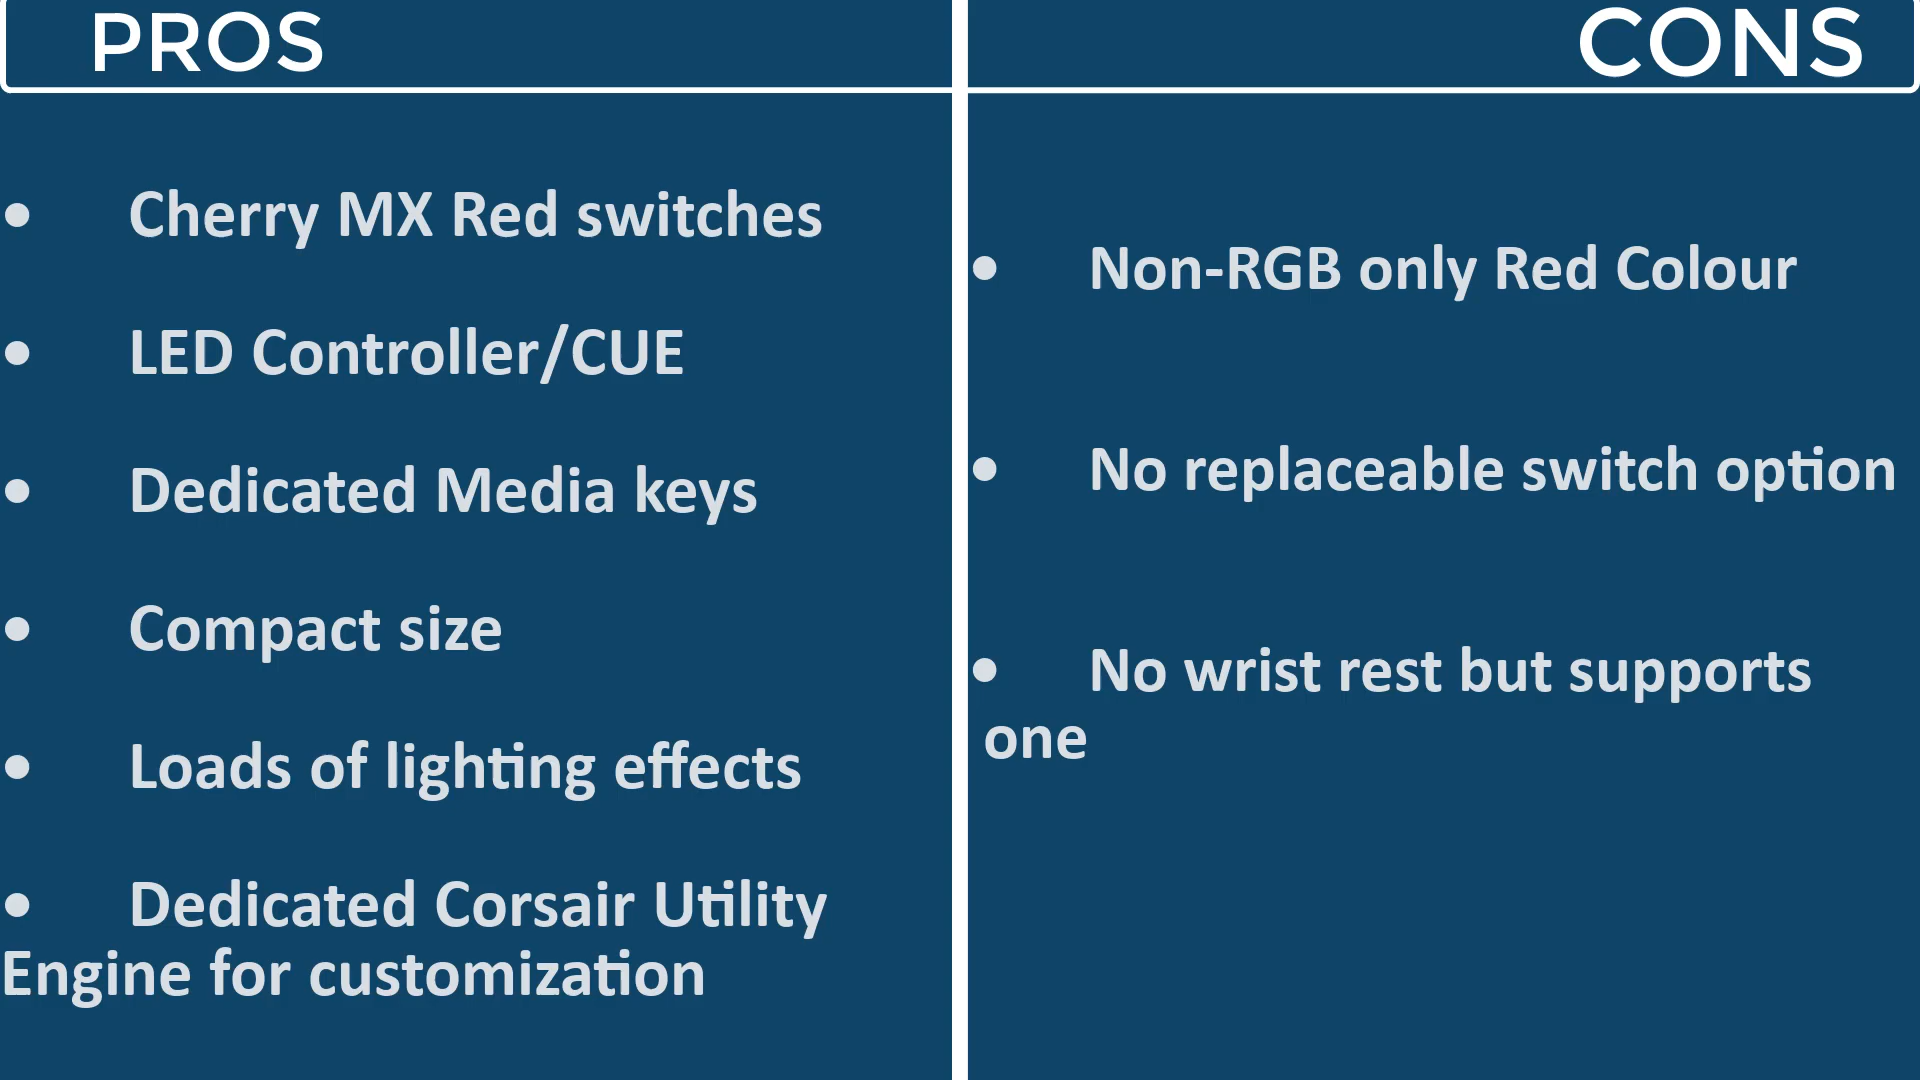 PROS
• Cherry MX Red switches
• LED Controller/CUE
• Dedicated Media keys
• Compact size
• Loads of lighting effects
• Dedicated Corsair Utility
Engine for customization
CONS
• Non-RGB only Red Colour
• No replaceable switch option
• No wrist rest but supports
one